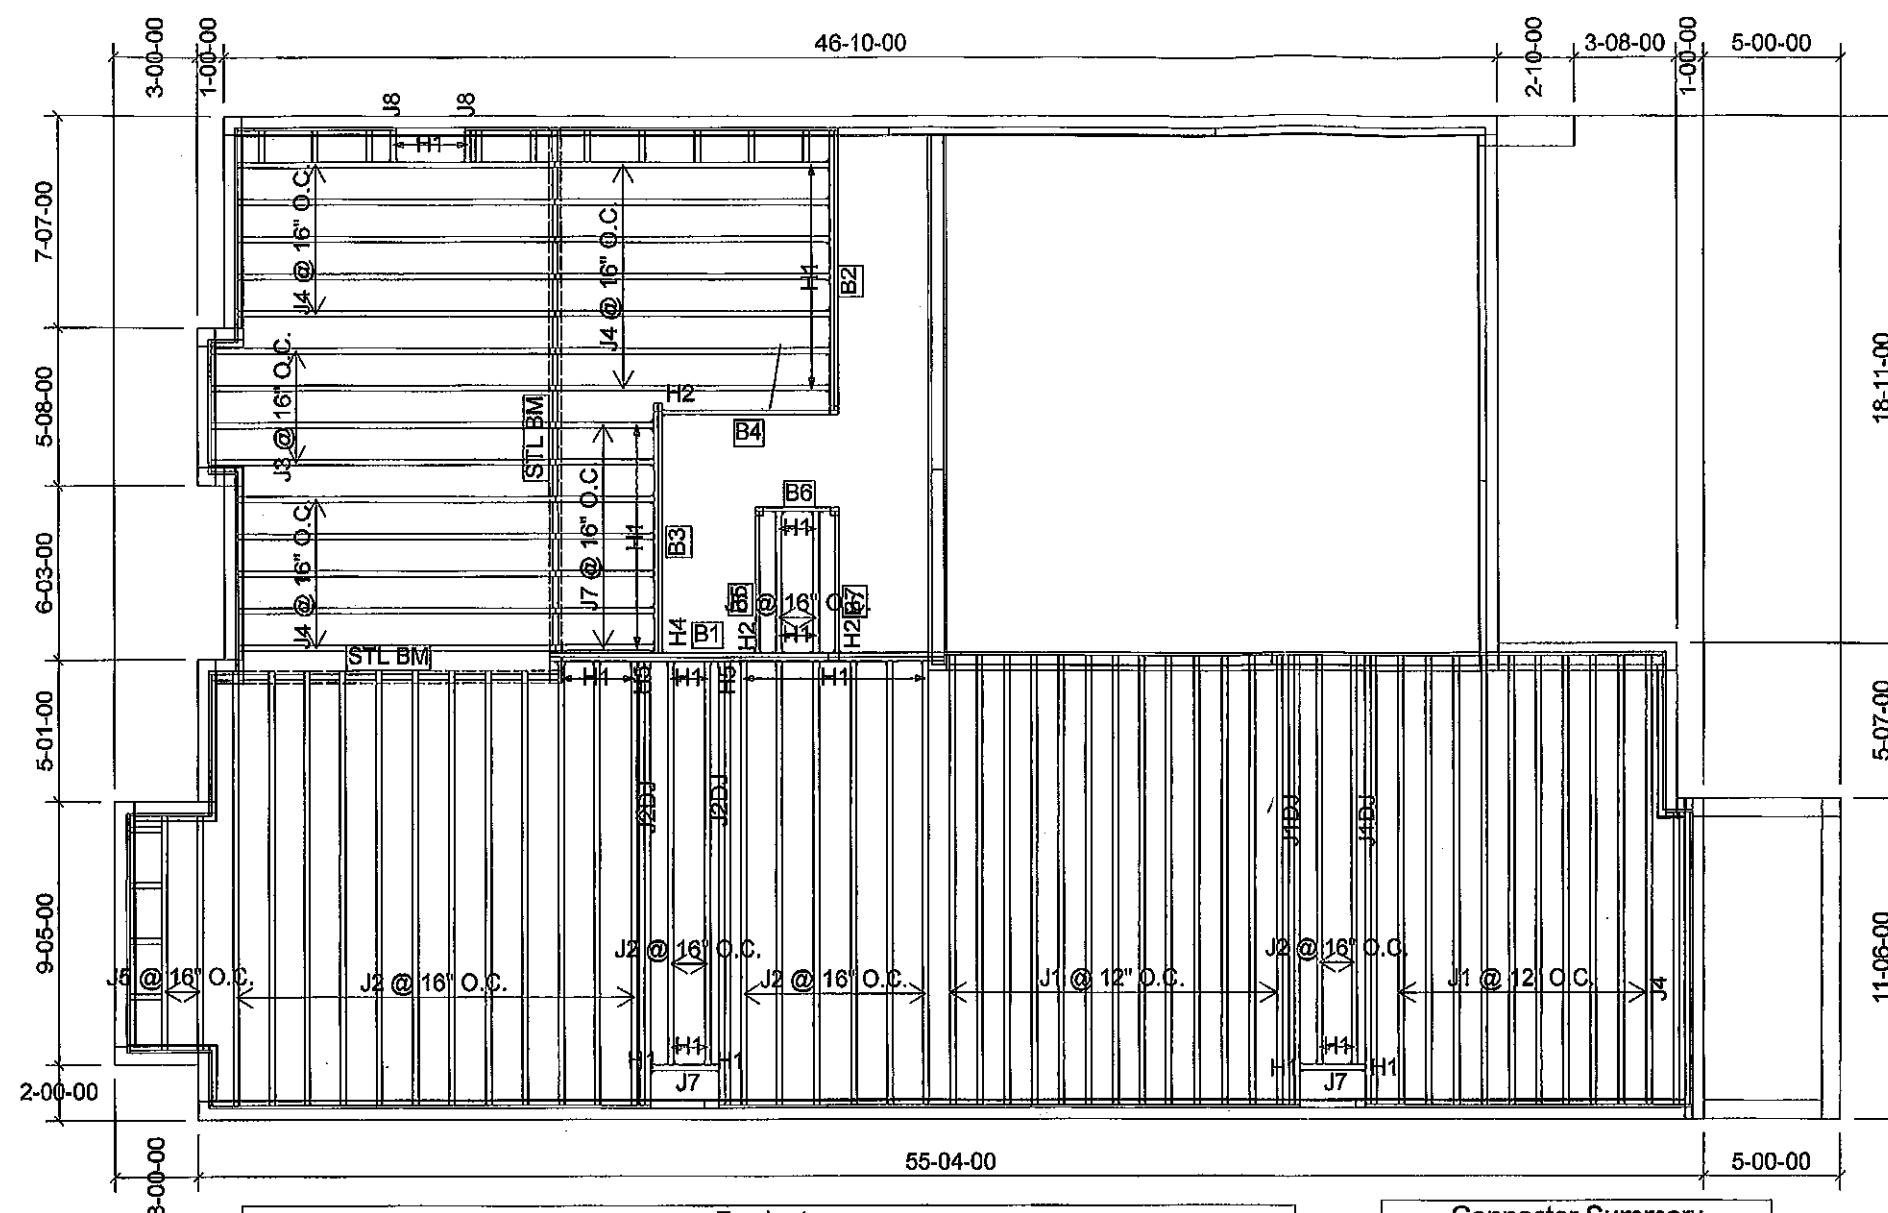 3-00-00
1-00-00
46-10-00
2-10-00
3-08-00
1-00-00
5-00-00
J8
J8
H1
7-07-00
J4 @ 16" O.C.
J4 @ 16" O.C.
H1
B2
18-11-00
5-08-00
J3 @ 16" O.C.
STL BM
H2
B4
6-03-00
J4 @ 16" O.C.
J7 @ 16" O.C.
H1
B3
B6
H1
@ 16" O.C.
B7
H1
H4
B1
H2
H2
STL BM
H1
H1
H1
5-01-00
J2DJ
J2DJ
J1DJ
J1DJ
5-07-00
9-05-00
J5 @ 16" O.C.
J2 @ 16" O.C.
J2 @ 16" O.C.
J2 @ 16" O.C.
J1 @ 12" O.C.
J2 @ 16" O.C.
J1 @ 12" O.C.
J4
11-06-00
H1
H1
H1
J7
H1
H1
H1
J7
2-00-00
55-04-00
5-00-00
3-00-00
Connector Summary